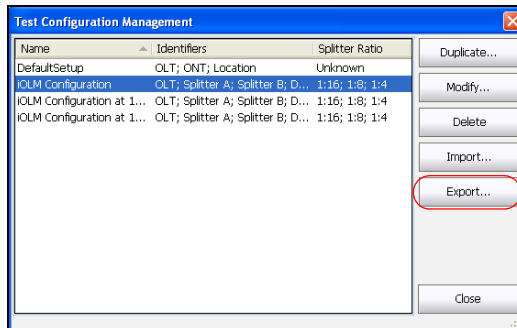 Test Configuration Management
Name Identifiers Splitter Ratio
DefaultSetup OLT; ONT; Location Unknown
iOLM Configuration OLT; Splitter A; Splitter B; D... 1:16; 1:8; 1:4
iOLM Configuration at 1... OLT; Splitter A; Splitter B; D... 1:16; 1:8; 1:4
iOLM Configuration at 1... OLT; Splitter A; Splitter B; D... 1:16; 1:8; 1:4
Duplicate...
Modify...
Delete
Import...
Export...
Close